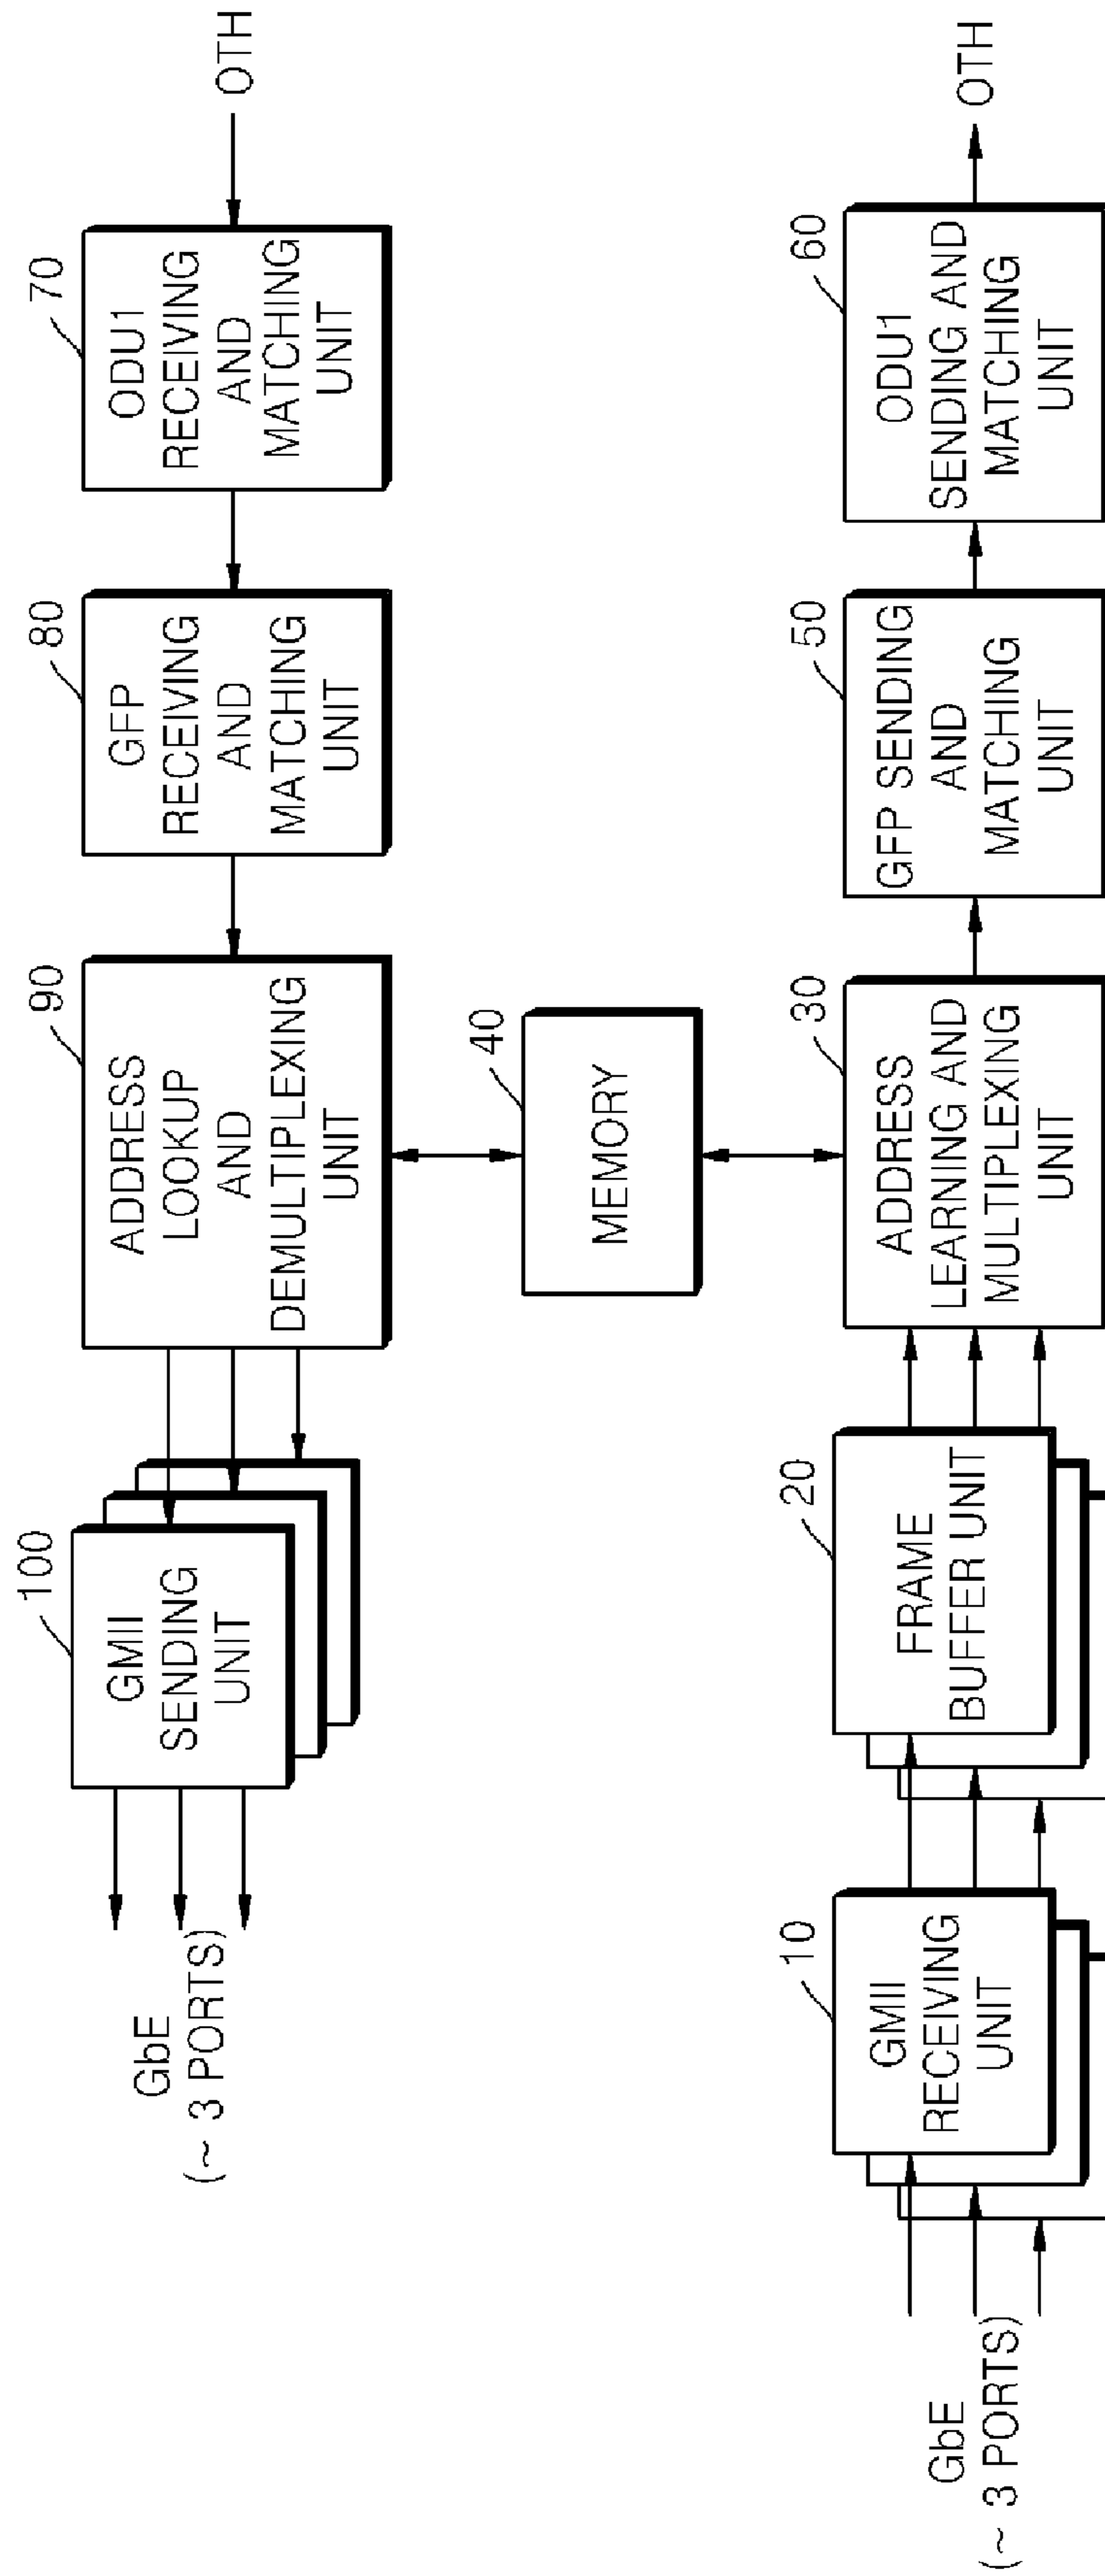 GbE
(~ 3 PORTS)
100
GMII
SENDING
UNIT
90
ADDRESS
LOOKUP
AND
DEMULTIPLEXING
UNIT
80
GFP
RECEIVING
AND
MATCHING
UNIT
70
ODU1
RECEIVING
AND
MATCHING
UNIT
OTH
40
MEMORY
GbE
(~ 3 PORTS)
10
GMII
RECEIVING
UNIT
20
FRAME
BUFFER UNIT
30
ADDRESS
LEARNING AND
MULTIPLEXING
UNIT
50
GFP SENDING
AND
MATCHING
UNIT
60
ODU1
SENDING AND
MATCHING
UNIT
OTH